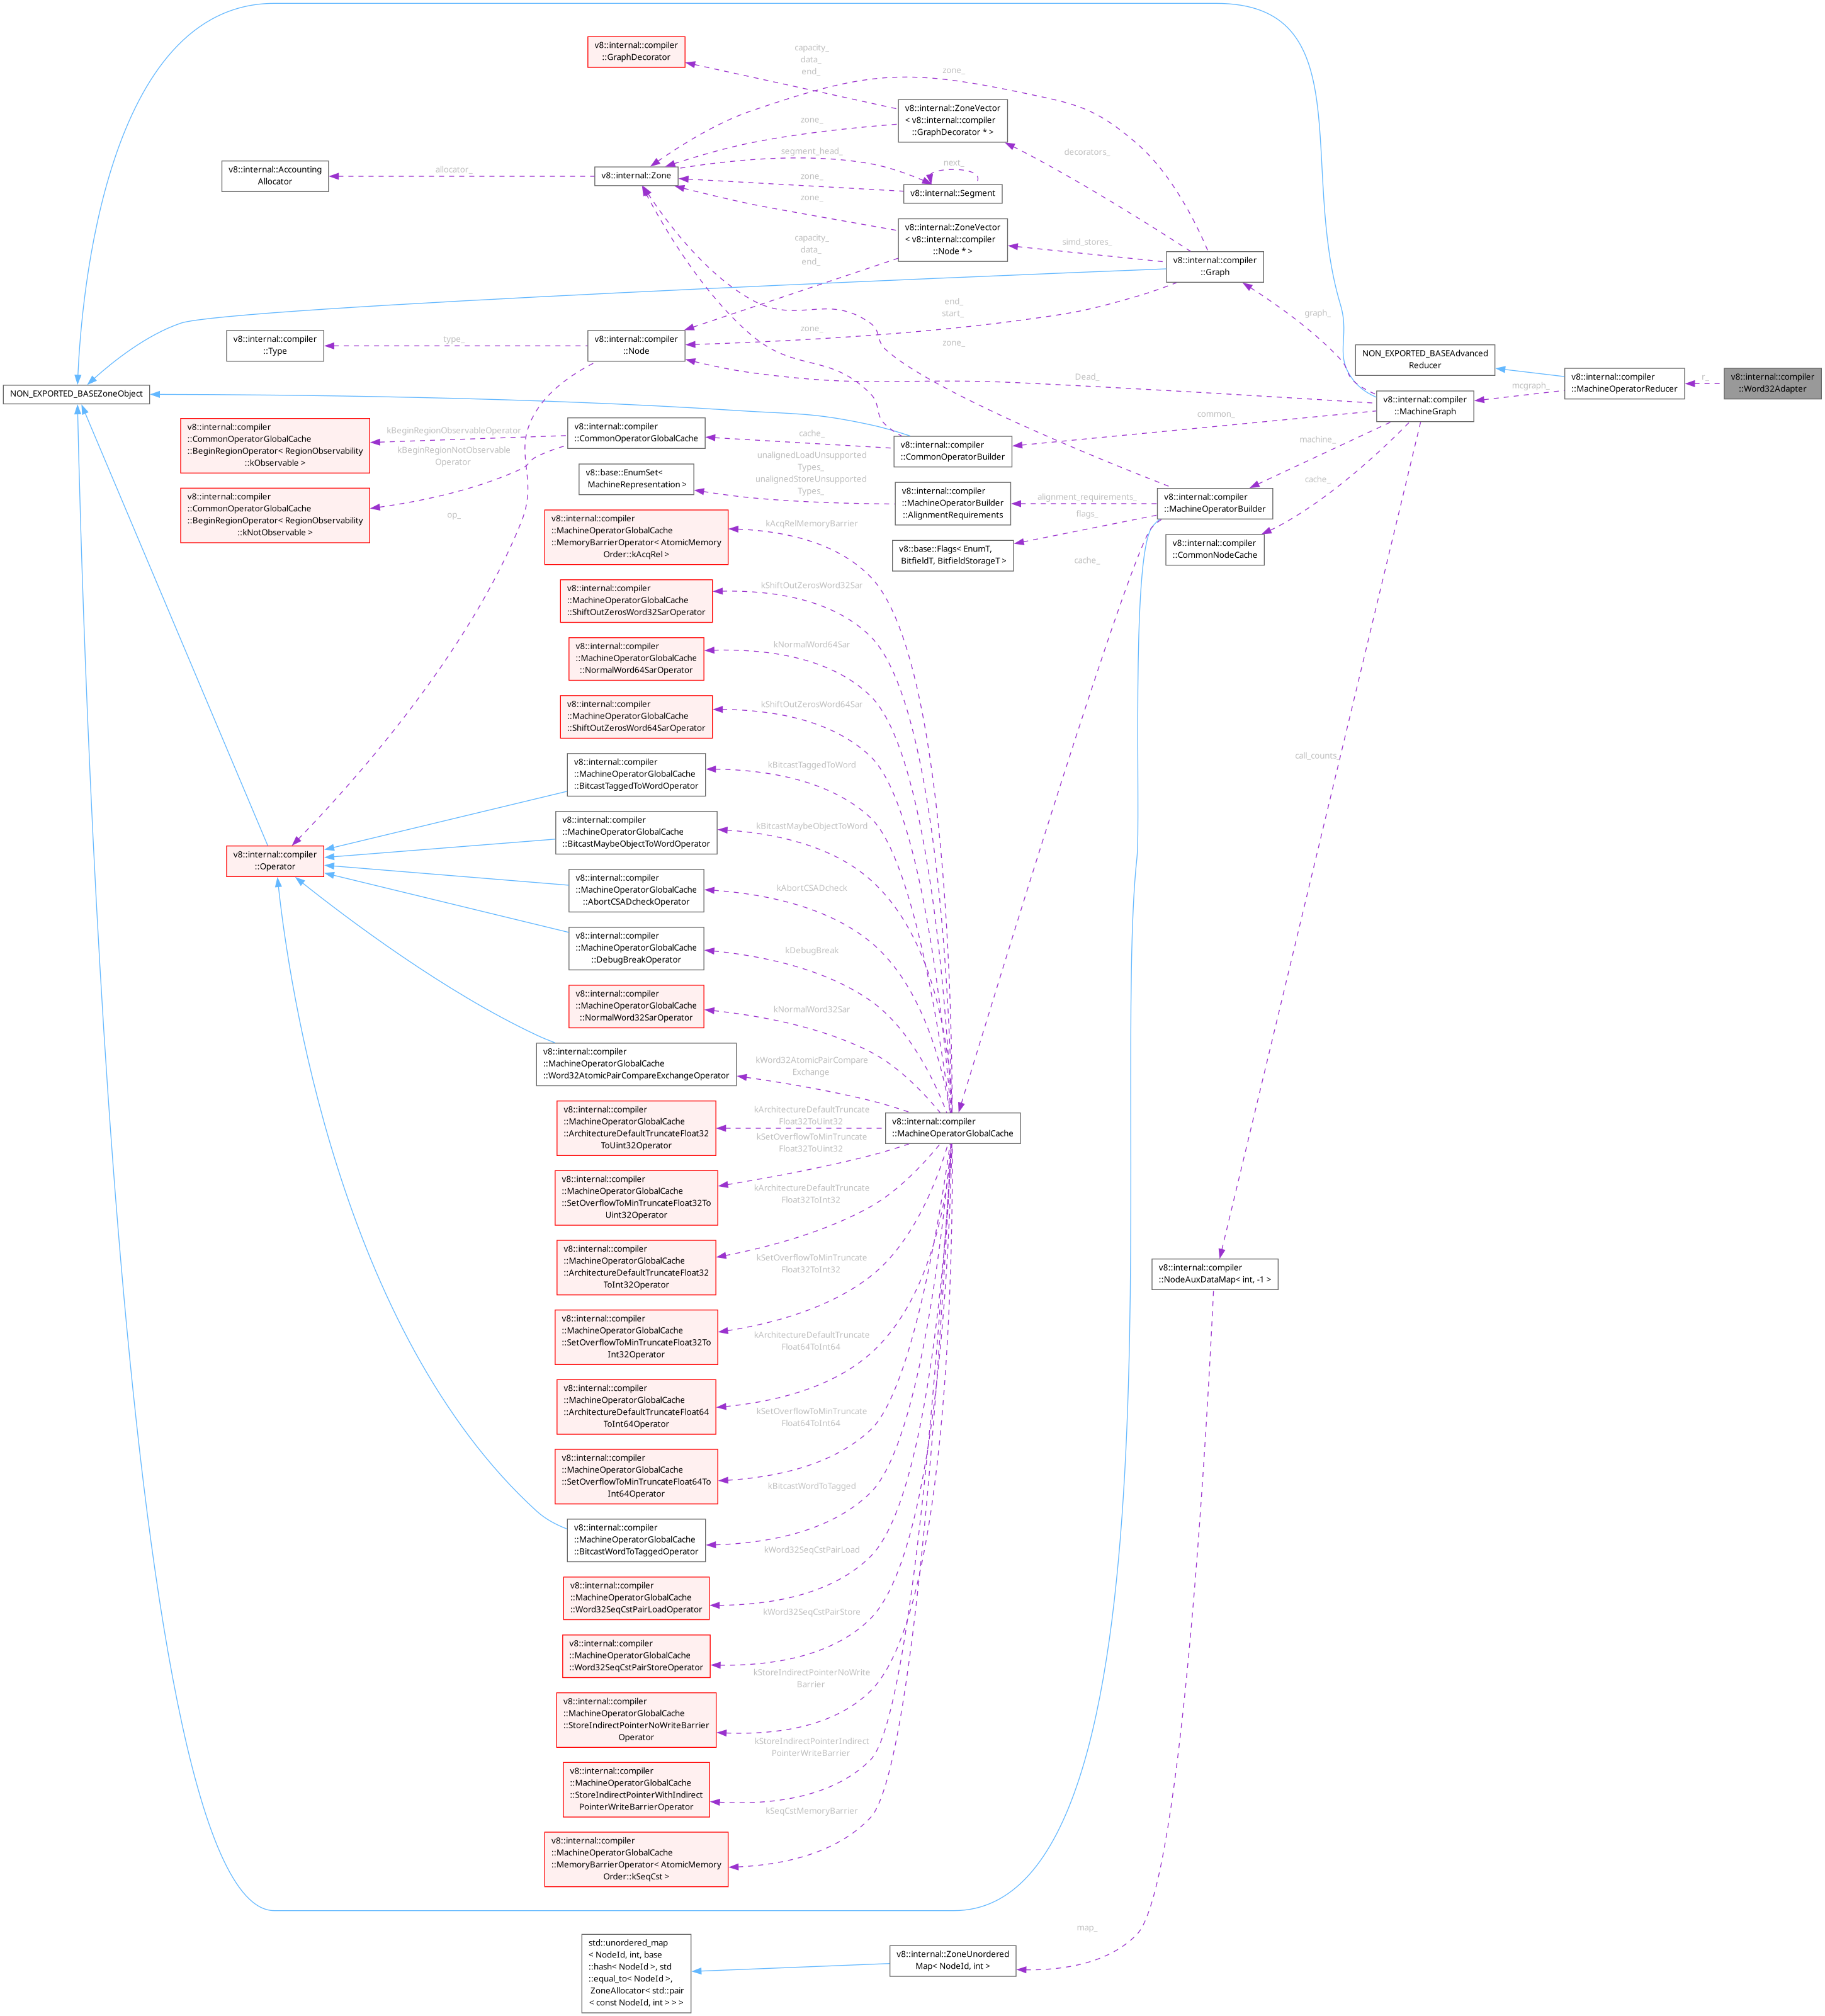 v8::internal::compiler
::GraphDecorator
capacity_
data_
end_
zone_
v8::internal::ZoneVector
< v8::internal::compiler
::GraphDecorator * >
zone_
decorators_
segment_head_
next_
v8::internal::Accounting
Allocator
allocator_
v8::internal::Zone
zone_
v8::internal::Segment
zone_
v8::internal::ZoneVector
< v8::internal::compiler
::Node * >
capacity_
data_
end_
simd_stores_
v8::internal::compiler
::Graph
end_
start_
graph_
zone_
zone_
v8::internal::compiler
::Type
type_
v8::internal::compiler
::Node
NON_EXPORTED_BASEAdvanced
Reducer
Dead_
mcgraph_
v8::internal::compiler
::MachineOperatorReducer
r_
v8::internal::compiler
::Word32Adapter
NON_EXPORTED_BASEZoneObject
v8::internal::compiler
::MachineGraph
common_
v8::internal::compiler
::CommonOperatorGlobalCache
::BeginRegionOperator< RegionObservability
::kObservable >
kBeginRegionObservableOperator
kBeginRegionNotObservable
Operator
v8::internal::compiler
::CommonOperatorGlobalCache
cache_
v8::internal::compiler
::CommonOperatorBuilder
machine_
cache_
v8::internal::compiler
::CommonOperatorGlobalCache
::BeginRegionOperator< RegionObservability
::kNotObservable >
v8::base::EnumSet<
MachineRepresentation >
unalignedLoadUnsupported
Types_
unalignedStoreUnsupported
Types_
v8::internal::compiler
::MachineOperatorBuilder
::AlignmentRequirements
alignment_requirements_
v8::internal::compiler
::MachineOperatorBuilder
flags_
op_
v8::internal::compiler
::MachineOperatorGlobalCache
::MemoryBarrierOperator< AtomicMemory
Order::kAcqRel >
kAcqRelMemoryBarrier
v8::base::Flags< EnumT,
BitfieldT, BitfieldStorageT >
cache_
v8::internal::compiler
::CommonNodeCache
v8::internal::compiler
::MachineOperatorGlobalCache
::ShiftOutZerosWord32SarOperator
kShiftOutZerosWord32Sar
v8::internal::compiler
::MachineOperatorGlobalCache
::NormalWord64SarOperator
kNormalWord64Sar
v8::internal::compiler
::MachineOperatorGlobalCache
::ShiftOutZerosWord64SarOperator
kShiftOutZerosWord64Sar
call_counts_
v8::internal::compiler
::MachineOperatorGlobalCache
::BitcastTaggedToWordOperator
kBitcastTaggedToWord
v8::internal::compiler
::MachineOperatorGlobalCache
::BitcastMaybeObjectToWordOperator
kBitcastMaybeObjectToWord
v8::internal::compiler
::Operator
v8::internal::compiler
::MachineOperatorGlobalCache
::AbortCSADcheckOperator
kAbortCSADcheck
v8::internal::compiler
::MachineOperatorGlobalCache
::DebugBreakOperator
kDebugBreak
v8::internal::compiler
::MachineOperatorGlobalCache
::NormalWord32SarOperator
kNormalWord32Sar
v8::internal::compiler
::MachineOperatorGlobalCache
::Word32AtomicPairCompareExchangeOperator
kWord32AtomicPairCompare
Exchange
v8::internal::compiler
::MachineOperatorGlobalCache
::ArchitectureDefaultTruncateFloat32
ToUint32Operator
kArchitectureDefaultTruncate
Float32ToUint32
v8::internal::compiler
::MachineOperatorGlobalCache
kSetOverflowToMinTruncate
Float32ToUint32
v8::internal::compiler
::MachineOperatorGlobalCache
::SetOverflowToMinTruncateFloat32To
Uint32Operator
kArchitectureDefaultTruncate
Float32ToInt32
v8::internal::compiler
::MachineOperatorGlobalCache
::ArchitectureDefaultTruncateFloat32
ToInt32Operator
kSetOverflowToMinTruncate
Float32ToInt32
v8::internal::compiler
::NodeAuxDataMap< int, -1 >
v8::internal::compiler
::MachineOperatorGlobalCache
::SetOverflowToMinTruncateFloat32To
Int32Operator
kArchitectureDefaultTruncate
Float64ToInt64
v8::internal::compiler
::MachineOperatorGlobalCache
::ArchitectureDefaultTruncateFloat64
ToInt64Operator
kSetOverflowToMinTruncate
Float64ToInt64
v8::internal::compiler
::MachineOperatorGlobalCache
::SetOverflowToMinTruncateFloat64To
Int64Operator
kBitcastWordToTagged
v8::internal::compiler
::MachineOperatorGlobalCache
::BitcastWordToTaggedOperator
kWord32SeqCstPairLoad
v8::internal::compiler
::MachineOperatorGlobalCache
::Word32SeqCstPairLoadOperator
kWord32SeqCstPairStore
v8::internal::compiler
::MachineOperatorGlobalCache
::Word32SeqCstPairStoreOperator
kStoreIndirectPointerNoWrite
Barrier
v8::internal::compiler
::MachineOperatorGlobalCache
::StoreIndirectPointerNoWriteBarrier
Operator
kStoreIndirectPointerIndirect
PointerWriteBarrier
v8::internal::compiler
::MachineOperatorGlobalCache
::StoreIndirectPointerWithIndirect
PointerWriteBarrierOperator
kSeqCstMemoryBarrier
v8::internal::compiler
::MachineOperatorGlobalCache
::MemoryBarrierOperator< AtomicMemory
Order::kSeqCst >
map_
std::unordered_map
< NodeId, int, base
::hash< NodeId >, std
::equal_to< NodeId >,
ZoneAllocator< std::pair
< const NodeId, int > > >
v8::internal::ZoneUnordered
Map< NodeId, int >